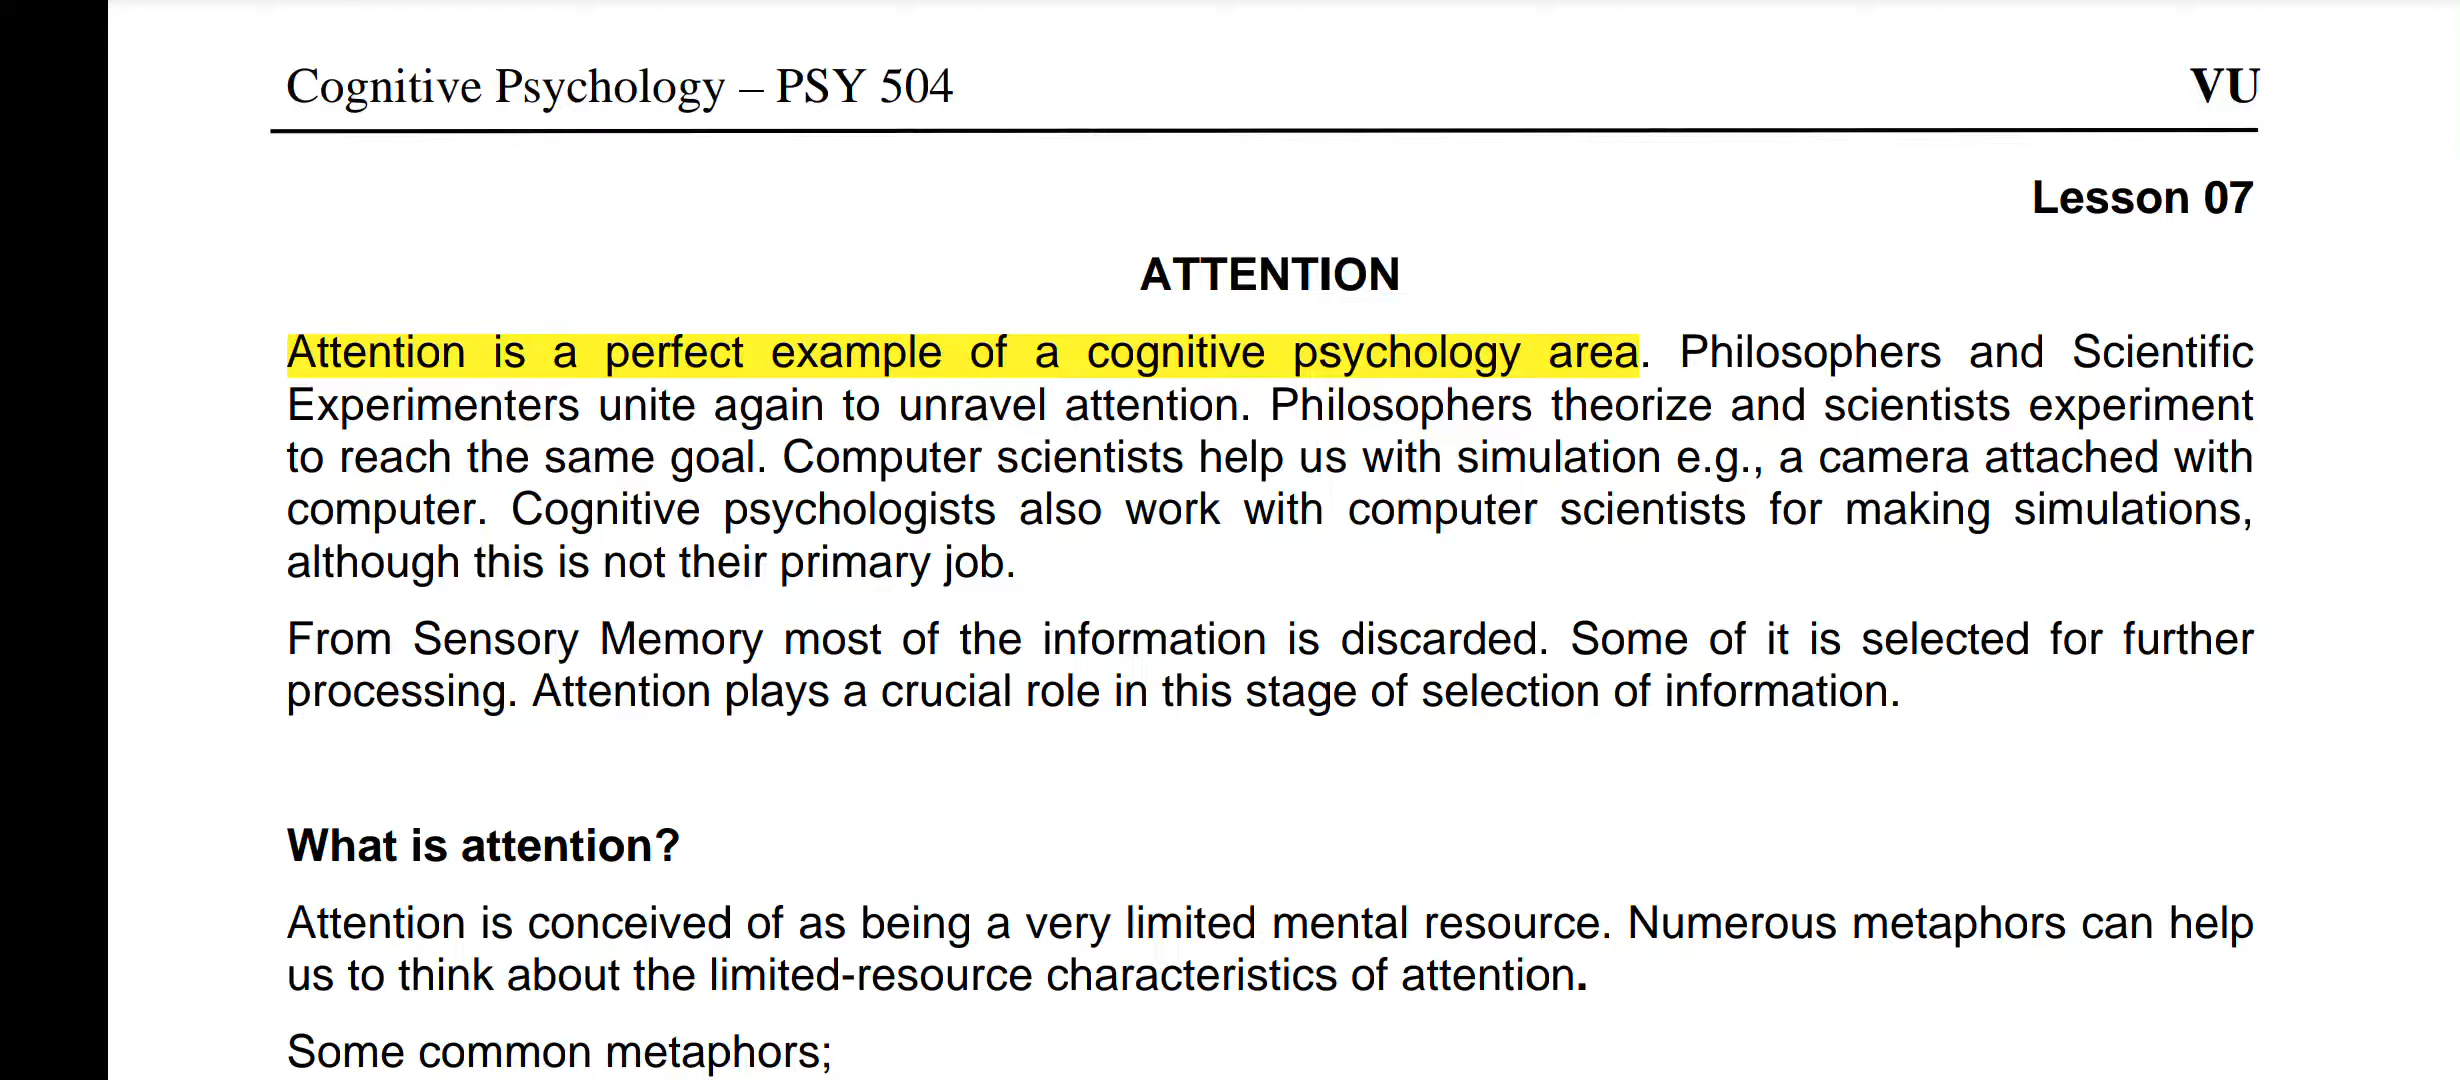 Cognitive Psychology – PSY 504 VU
Lesson 07
ATTENTION
Attention is a perfect example of a cognitive psychology area. Philosophers and Scientific
Experimenters unite again to unravel attention. Philosophers theorize and scientists experiment
to reach the same goal. Computer scientists help us with simulation e.g., a camera attached with
computer. Cognitive psychologists also work with computer scientists for making simulations,
although this is not their primary job.
From Sensory Memory most of the information is discarded. Some of it is selected for further
processing. Attention plays a crucial role in this stage of selection of information.
What is attention?
Attention is conceived of as being a very limited mental resource. Numerous metaphors can help
us to think about the limited-resource characteristics of attention.
Some common metaphors;